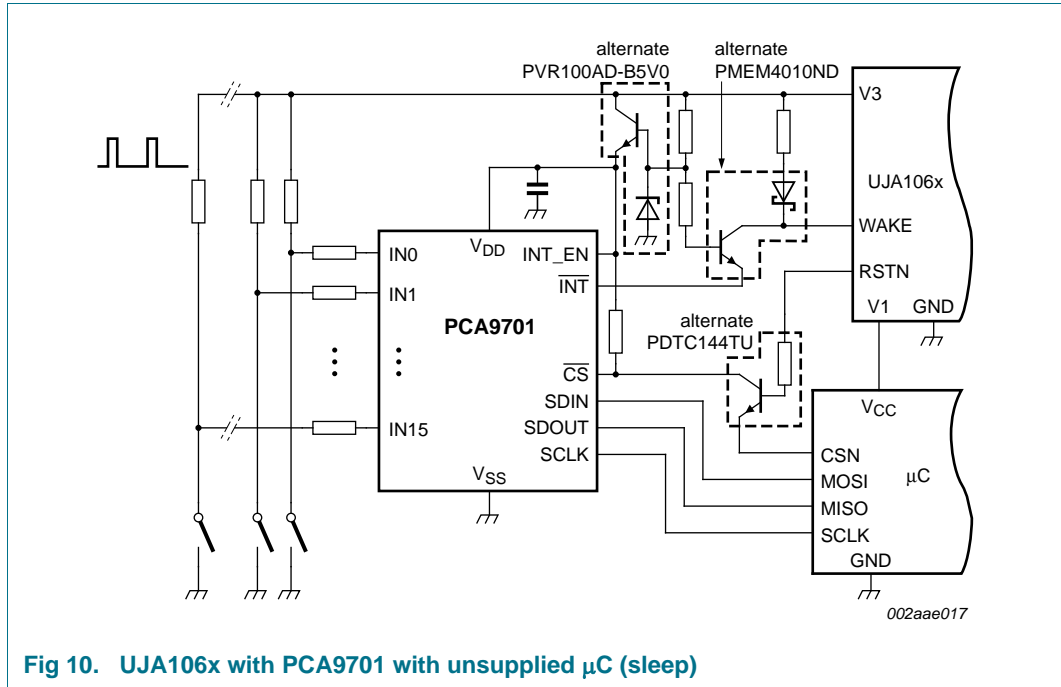 alternate
PVR100AD-B5V0
alternate
PMEM4010ND
V3
UJA106x
WAKE
RSTN
V1
GND
VDD
INT_EN
INT
IN0
IN1
PCA9701
alternate
PDTC144TU
CS
SDIN
SDOUT
SCLK
IN15
VSS
VCC
CSN
MOSI
MISO
SCLK
μC
GND
002aae017
Fig 10. UJA106x with PCA9701 with unsupplied μC (sleep)